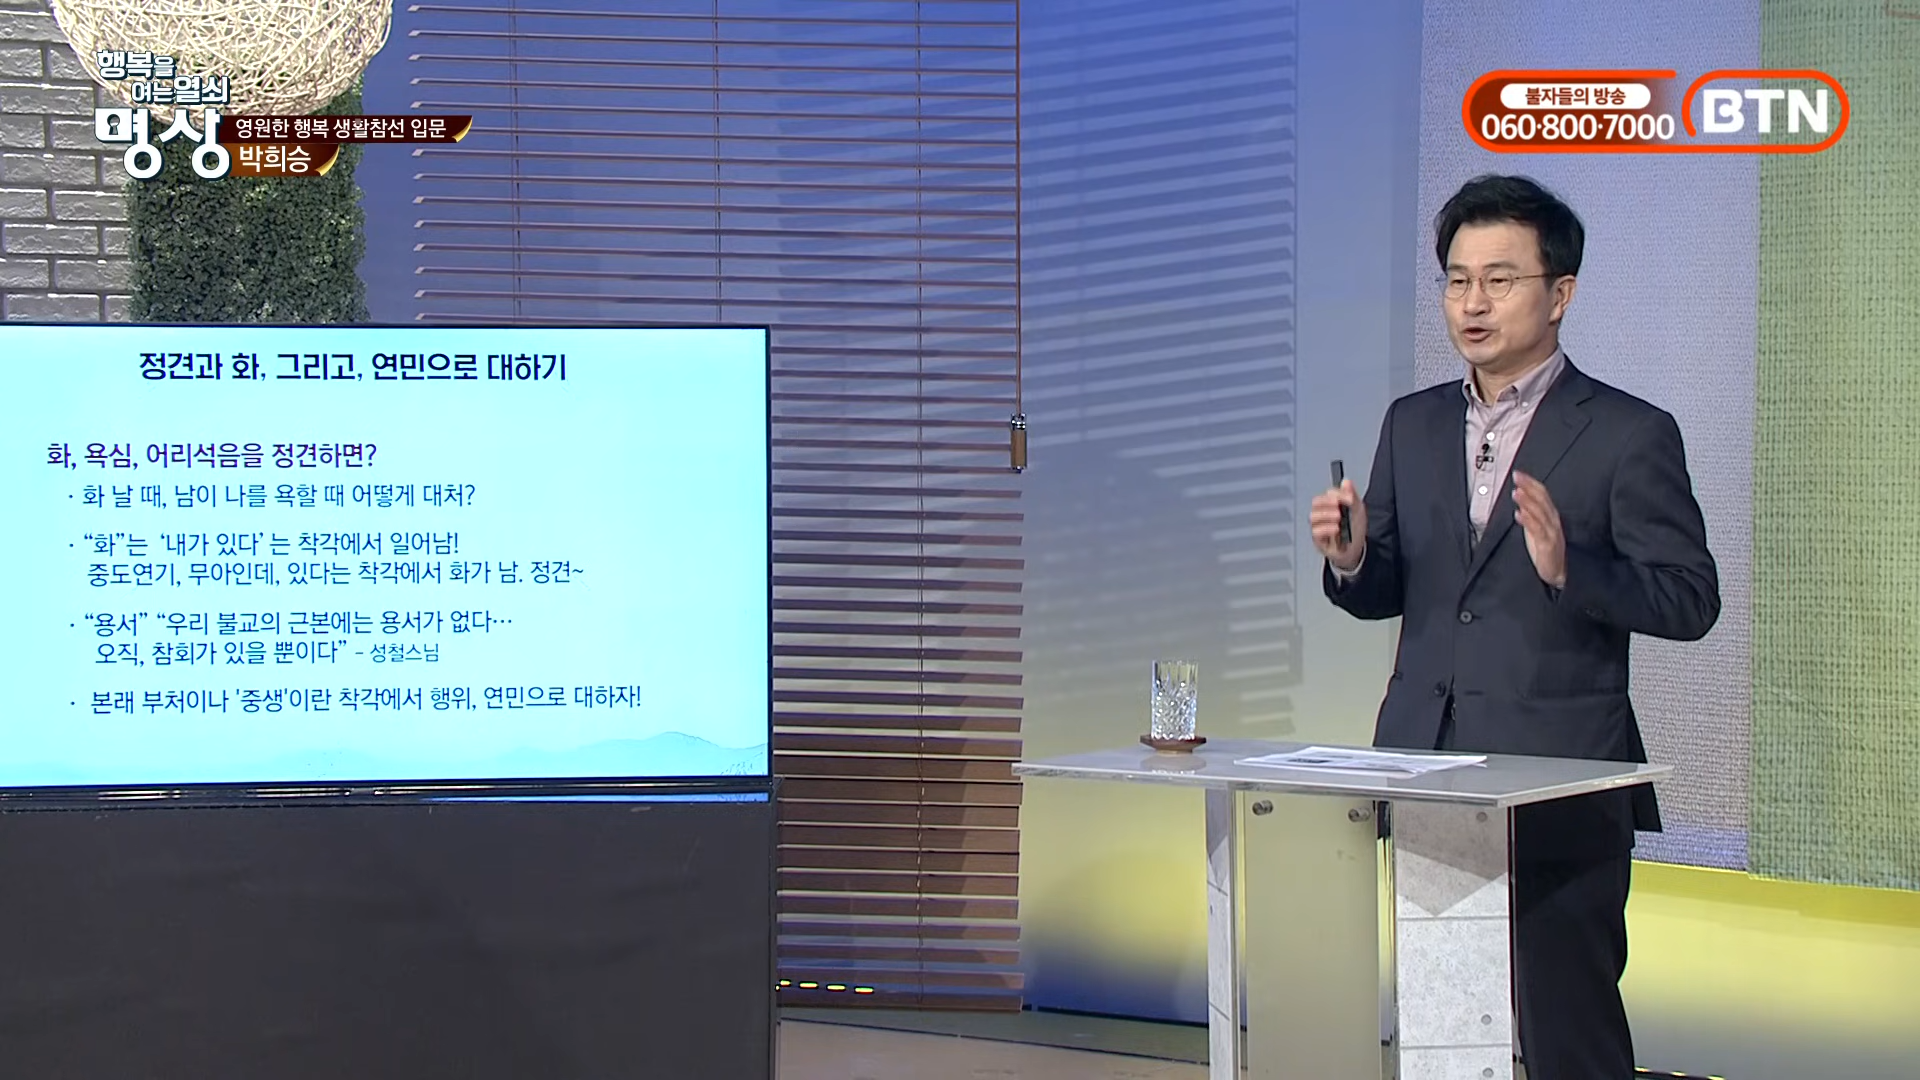 행복을
여는열쇠
명상
영원한 행복 생활참선 입문
박희승
불자들의 방송
060·800·7000
BTN
정견과 화, 그리고, 연민으로 대하기
화, 욕심, 어리석음을 정견하면?
· 화 날 때, 남이 나를 욕할 때 어떻게 대처?
· “화”는 ‘내가 있다’는 착각에서 일어남!
중도연기, 무아인데, 있다는 착각에서 화가 남. 정견~
· “용서” “우리 불교의 근본에는 용서가 없다…
오직, 참회가 있을 뿐이다” - 성철스님
· 본래 부처이나 '중생'이란 착각에서 행위, 연민으로 대하자!